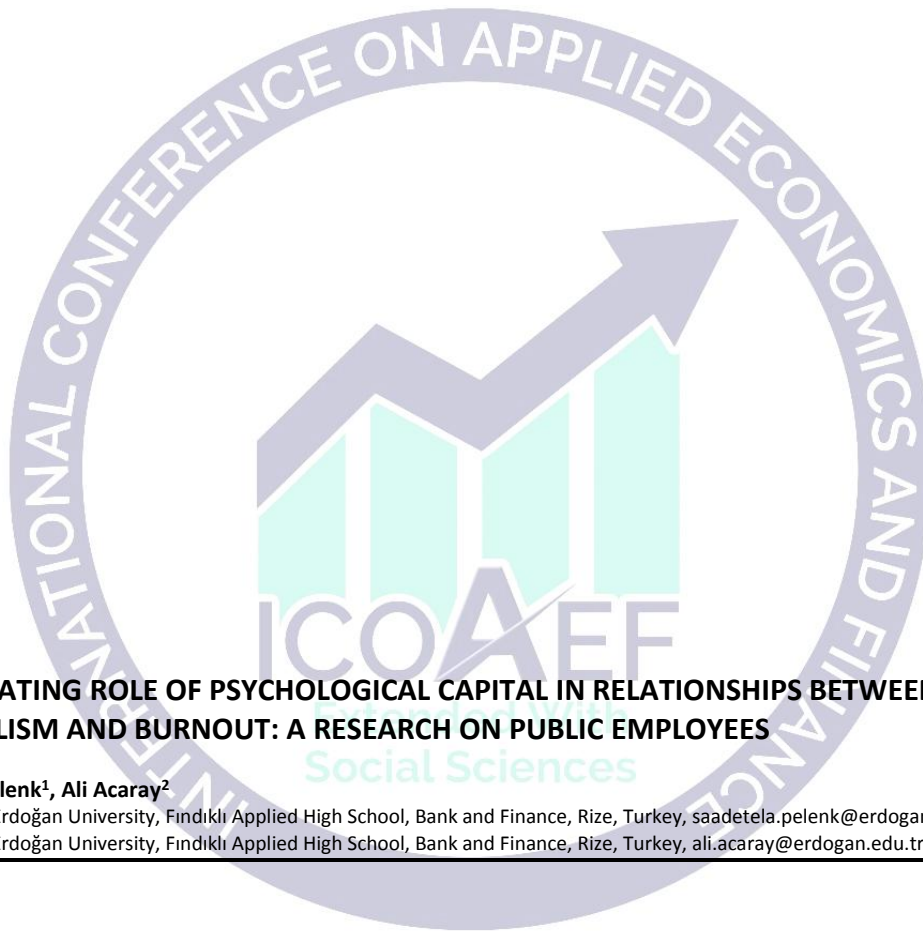 INTERNATIONAL CONFERENCE ON APPLIED ECONOMICS AND FINANCE
ICOAEF
Extended With
Social Sciences
ATING ROLE OF PSYCHOLOGICAL CAPITAL IN RELATIONSHIPS BETWEEN
LISM AND BURNOUT: A RESEARCH ON PUBLIC EMPLOYEES
lenk¹, Ali Acaray²
Erdoğan University, Fındıklı Applied High School, Bank and Finance, Rize, Turkey, saadetela.pelenk@erdogan
Erdoğan University, Fındıklı Applied High School, Bank and Finance, Rize, Turkey, ali.acaray@erdogan.edu.tr